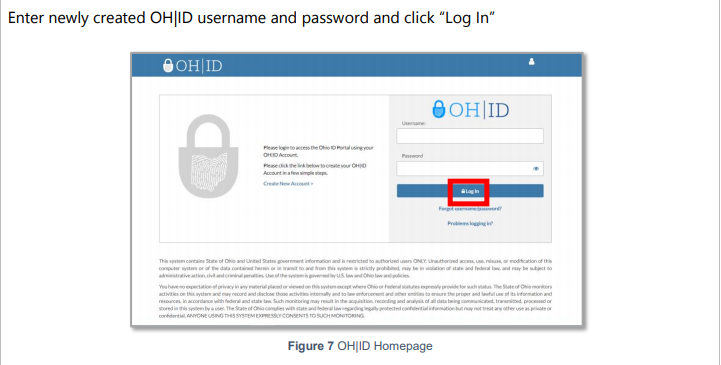 Enter newly created OH|ID username and password and click “Log In”
OH|ID
OH|ID
Username:
Please login to access the Ohio ID Portal using your
OH|ID Account.
Password
Please click the link below to create your OH|ID
Account in a few simple steps.
Create New Account >
Log In
Forgot username/password?
Problems logging in?
This system contains State of Ohio and United States government information and is restricted to authorized users ONLY. Unauthorized access, use, misuse, or modification of this
computer system or of the data contained herein or in transit to and from this system is strictly prohibited, may be in violation of state and federal law, and may be subject to
administrative action, civil and criminal penalties. Use of the system is governed by U.S. law and Ohio law and policies.
You have no expectation of privacy in any material placed or viewed on this system except where Ohio or Federal statutes expressly provide for such status. The State of Ohio monitors
activities on this system and may record and disclose those activities internally and to law enforcement and other entities to ensure the proper and lawful use of its information and
resources, in accordance with federal and state law. Such monitoring may result in the acquisition, recording and analysis of all data being communicated, transmitted, processed or
stored in this system by a user. The State of Ohio complies with state and federal law regarding legally protected confidential information but may not treat any other use as private or
confidential. ANYONE USING THIS SYSTEM EXPRESSLY CONSENTS TO SUCH MONITORING.
Figure 7 OH|ID Homepage